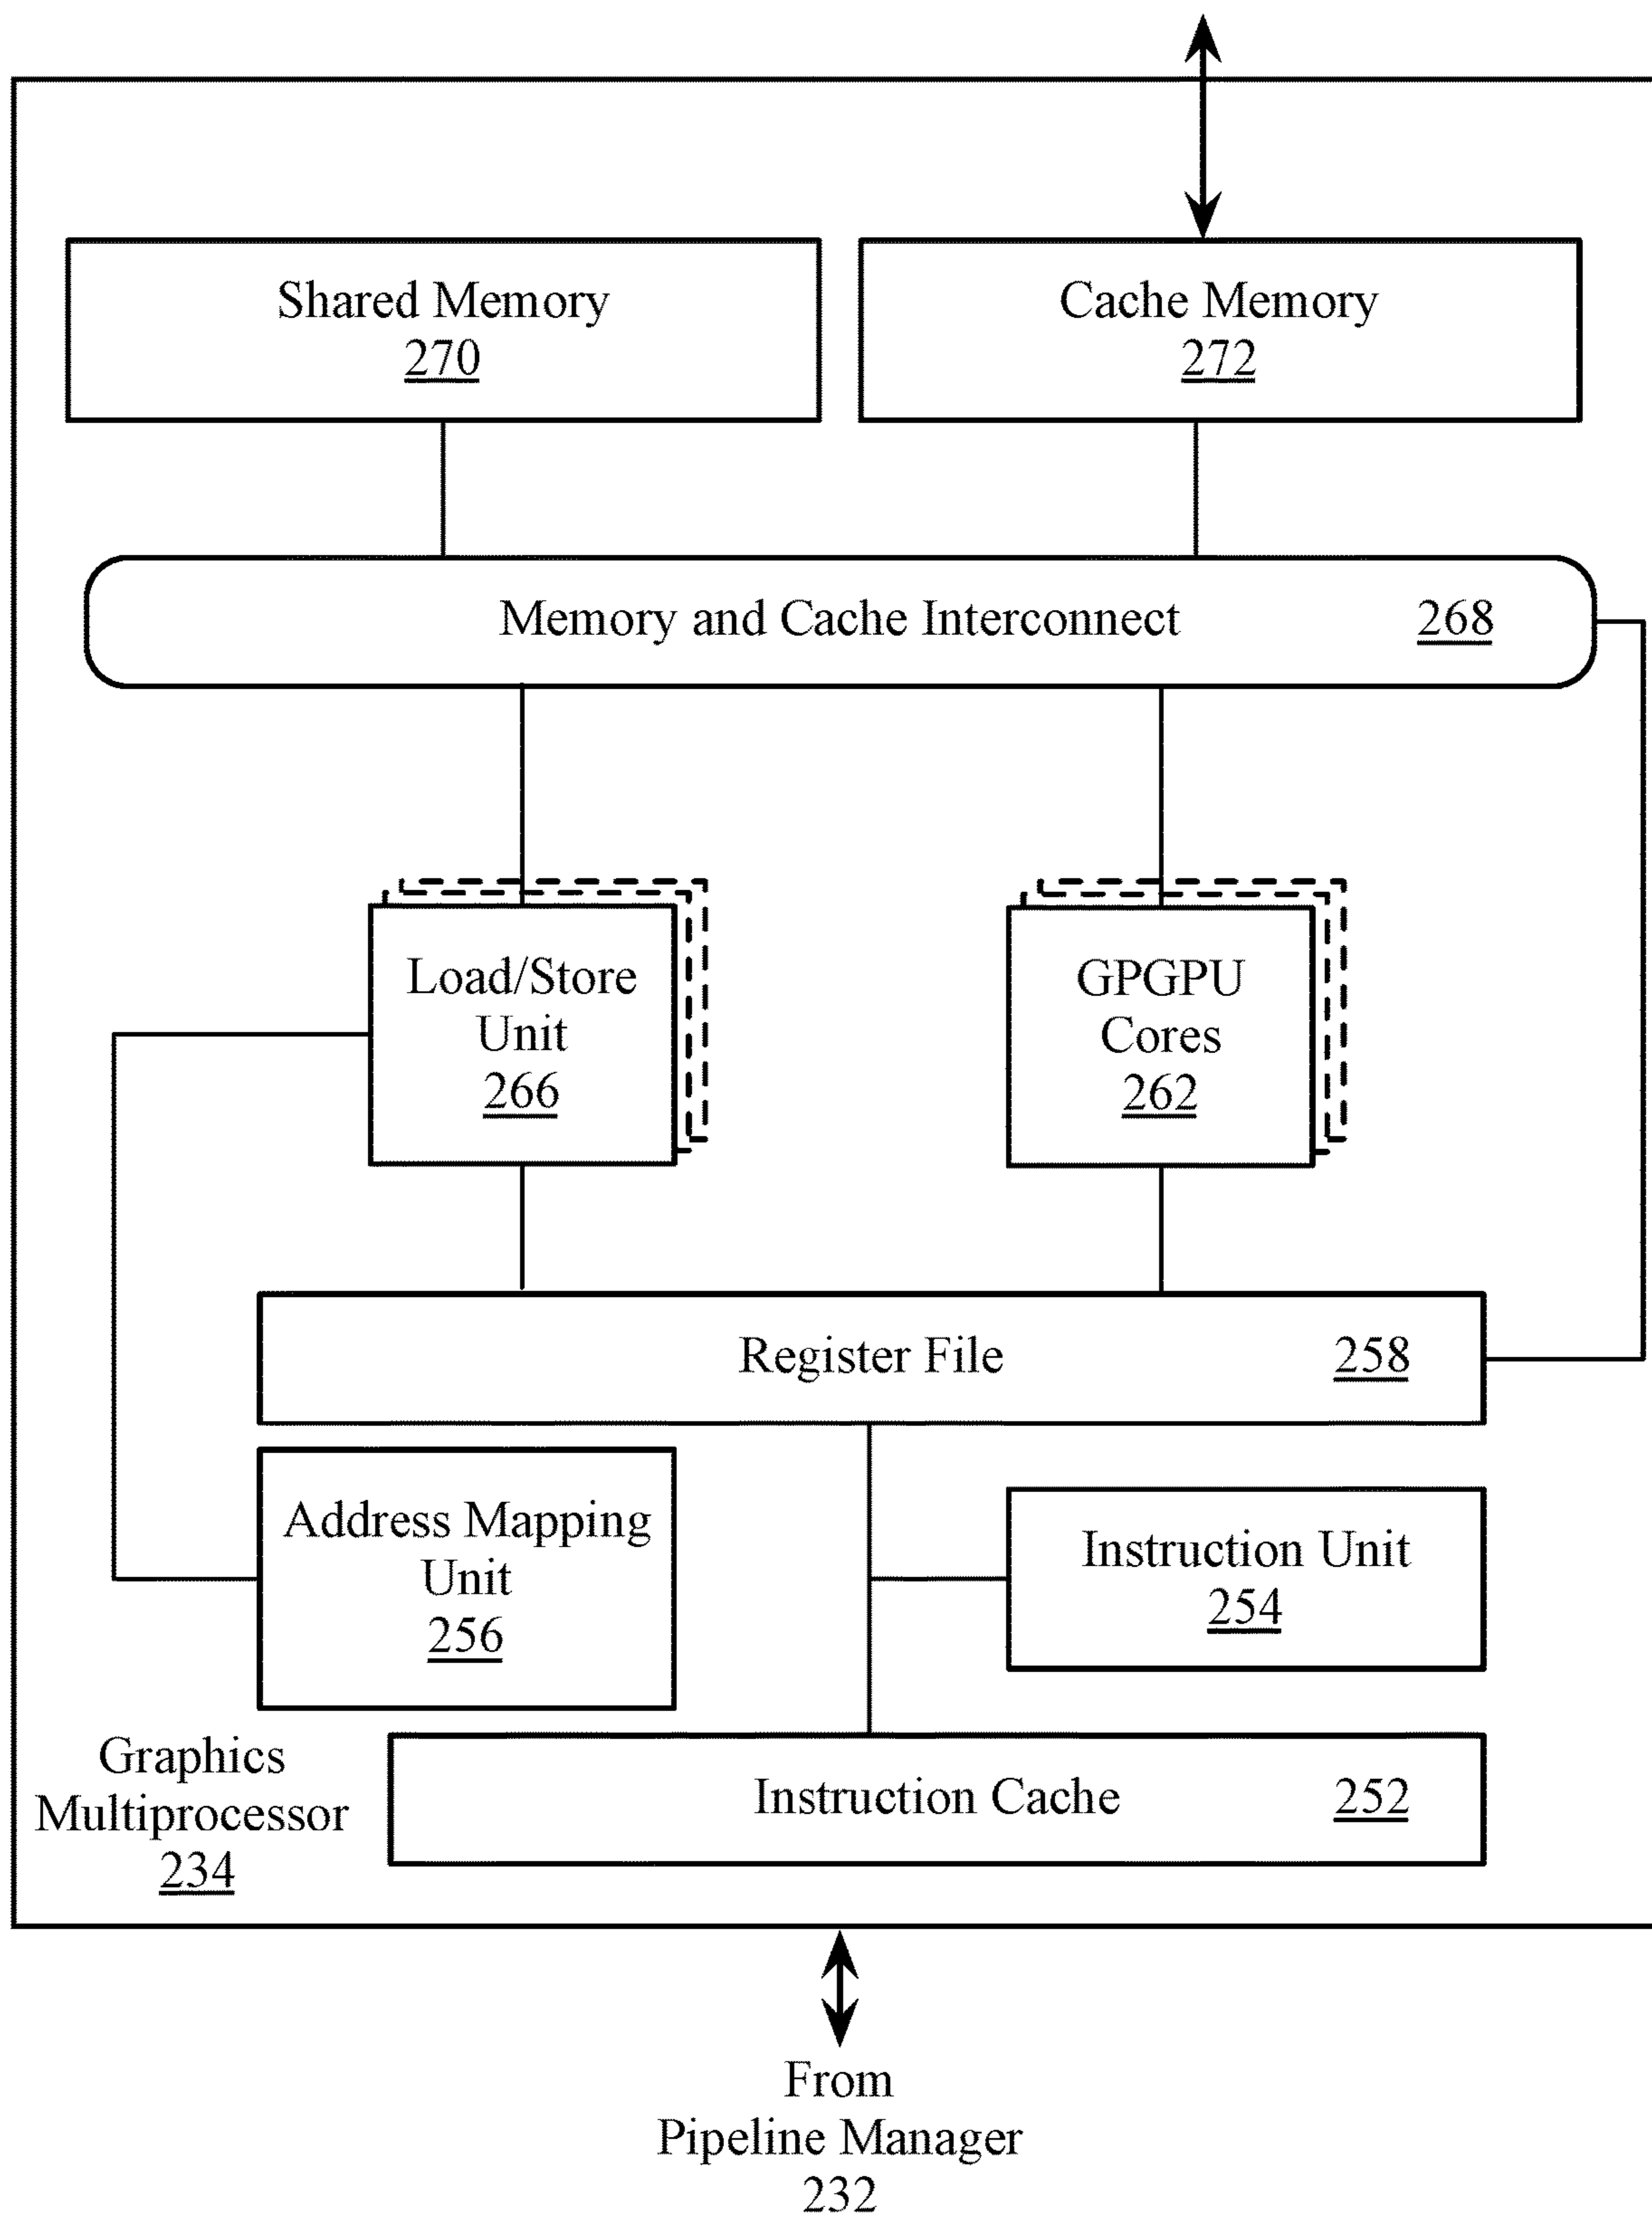 Shared Memory
270
Cache Memory
272
Memory and Cache Interconnect 268
Load/Store
Unit
266
GPGPU
Cores
262
Register File 258
Address Mapping
Unit
256
Instruction Unit
254
Graphics
Multiprocessor
234
Instruction Cache 252
From
Pipeline Manager
232